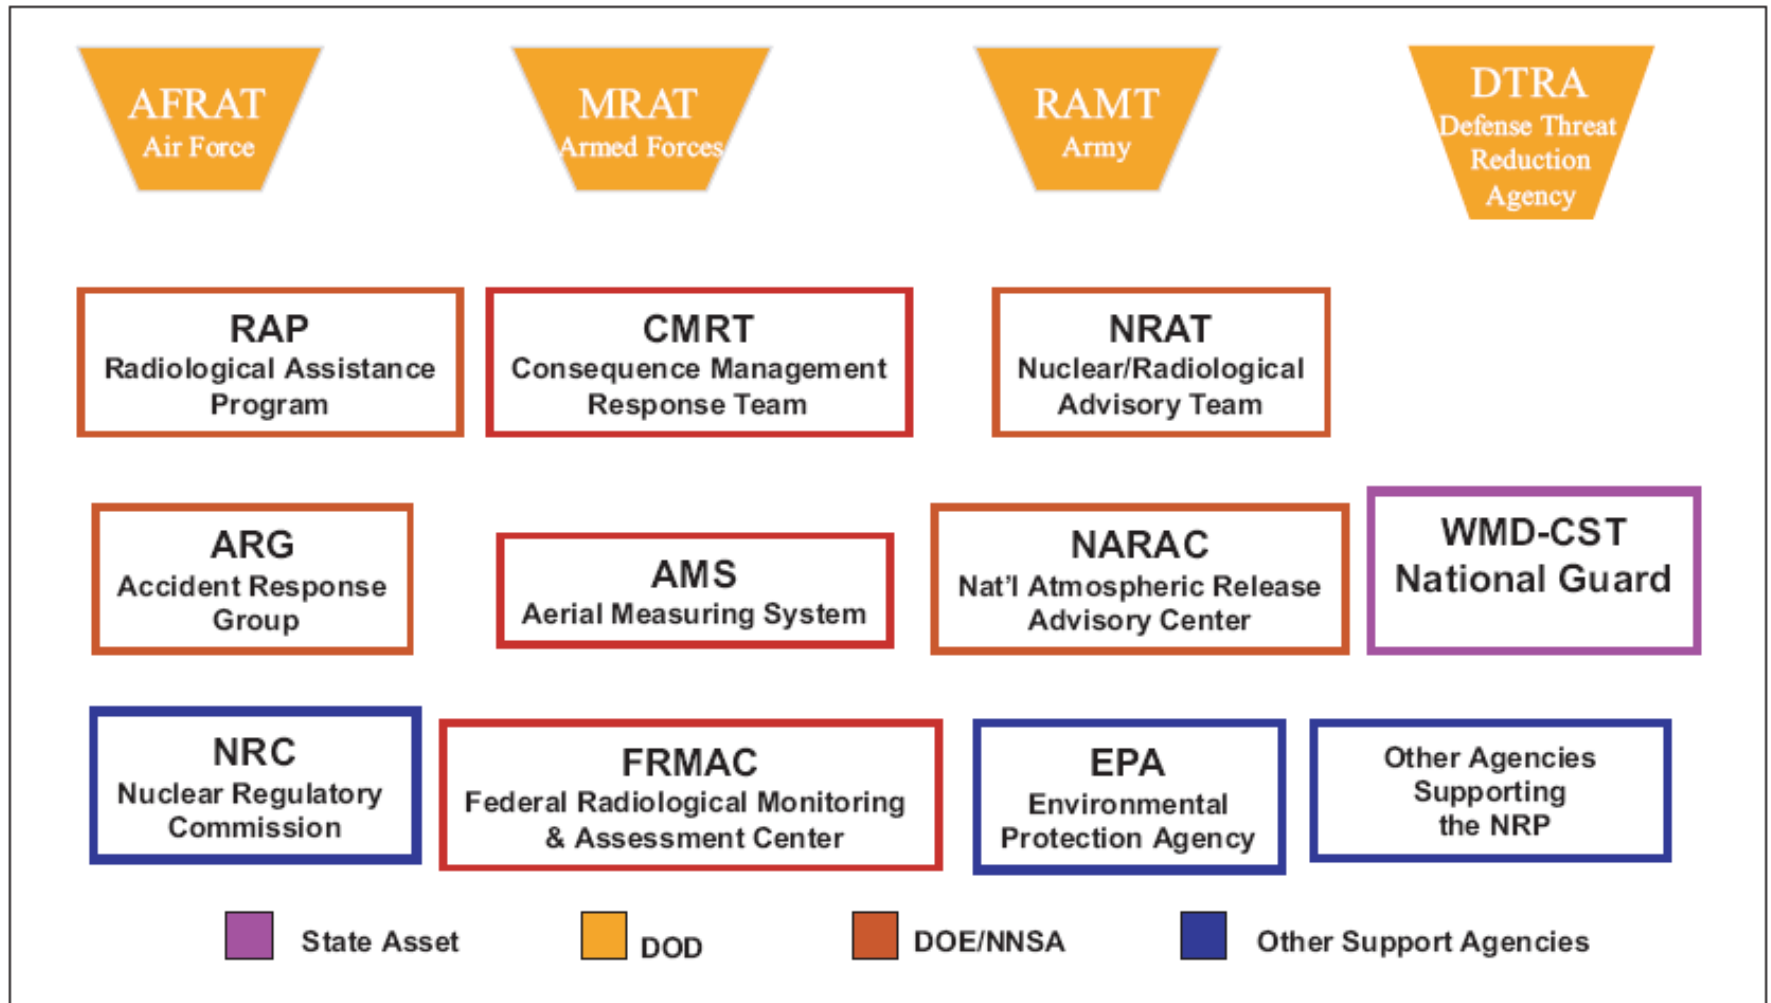 AFRAT
Air Force
MRAT
Armed Forces
RAMT
Army
DTRA
Defense Threat
Reduction
Agency
RAP
Radiological Assistance
Program
CMRT
Consequence Management
Response Team
NRAT
Nuclear/Radiological
Advisory Team
ARG
Accident Response
Group
AMS
Aerial Measuring System
NARAC
Nat'l Atmospheric Release
Advisory Center
WMD-CST
National Guard
NRC
Nuclear Regulatory
Commission
FRMAC
Federal Radiological Monitoring
& Assessment Center
EPA
Environmental
Protection Agency
Other Agencies
Supporting
the NRP
State Asset
DOD
DOE/NNSA
Other Support Agencies